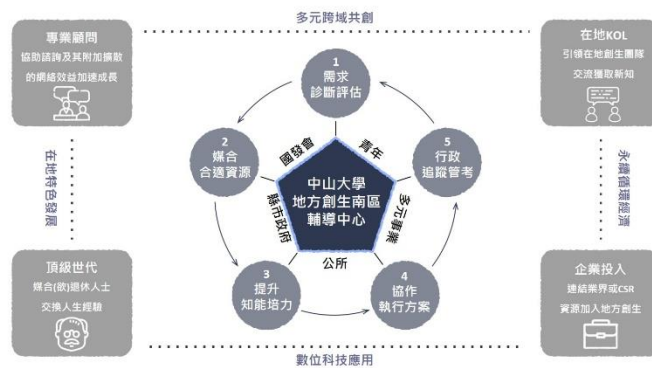 多元跨域共創
專業顧問
協助諮詢及其附加擴散
的網絡效益加速成長
在地KOL
引領在地創生團隊
交流獲取新知
1
需求
診斷評估
2
媒合
合適資源
5
行政
追蹤管考
國發會
青年
中山大學
地方創生南區
輔導中心
縣市政府
多元事業
公所
在地特色發展
永續循環經濟
3
提升
知能培力
4
協作
執行方案
頂級世代
媒合(欲)退休人士
交換人生經驗
企業投入
連結業界或CSR
資源加入地方創生
數位科技應用